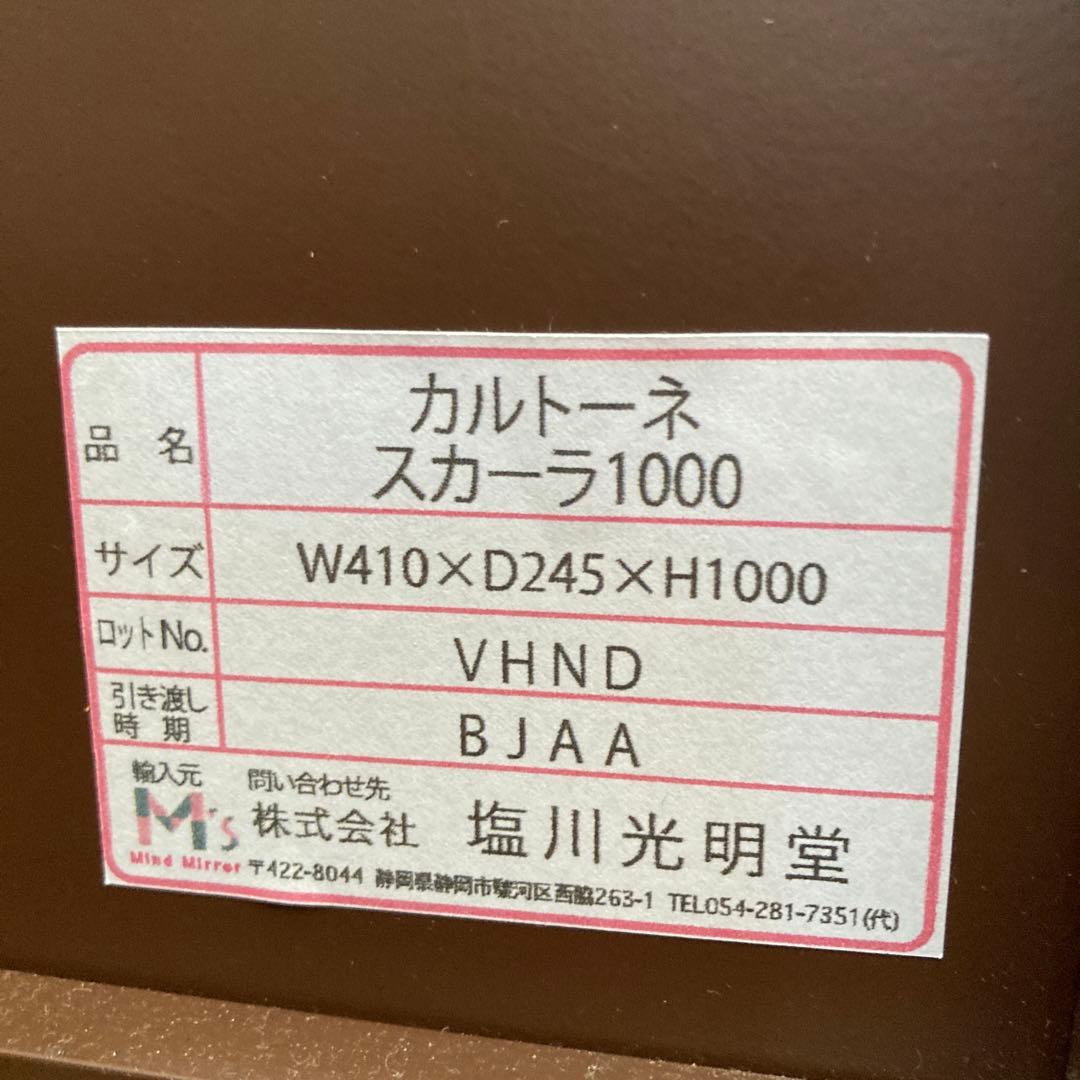 品 名
カルトーネ
スカーラ1000
サイズ
W410×D245×H1000
ロットNo.
VHND
引き渡し
時 期
BJAA
輸入元
M's
Mind Mirror
問い合わせ先
株式会社 塩川光明堂
〒422-8044 静岡県静岡市駿河区西脇263-1 TEL054-281-7351(代)